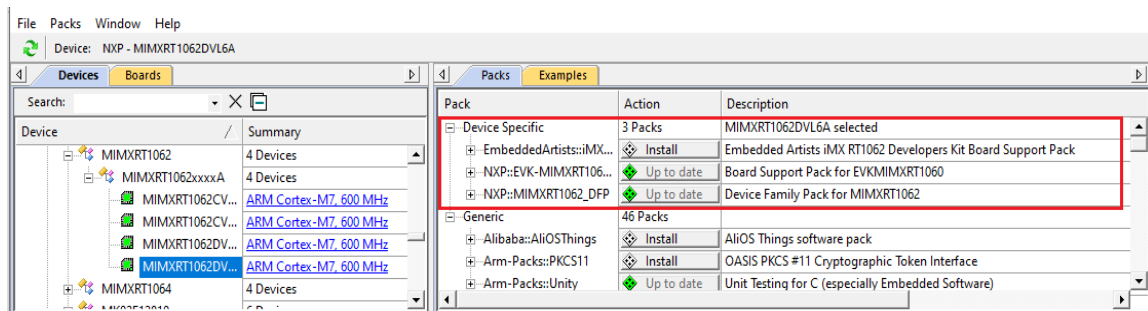 File Packs Window Help
Device: NXP - MIMXRT1062DVL6A
Devices Boards
Search:
Device Summary
MIMXRT1062 4 Devices
MIMXRT1062xxxxA 4 Devices
MIMXRT1062CV... ARM Cortex-M7, 600 MHz
MIMXRT1062CV... ARM Cortex-M7, 600 MHz
MIMXRT1062DV... ARM Cortex-M7, 600 MHz
MIMXRT1062DV... ARM Cortex-M7, 600 MHz
MIMXRT1064 4 Devices
Packs Examples
Pack Action Description
Device Specific 3 Packs MIMXRT1062DVL6A selected
EmbeddedArtists::iMX... Install Embedded Artists iMX RT1062 Developers Kit Board Support Pack
NXP::EVK-MIMXRT106... Up to date Board Support Pack for EVKMIMXRT1060
NXP::MIMXRT1062_DFP Up to date Device Family Pack for MIMXRT1062
Generic 46 Packs
Alibaba::AliOSThings Install AliOS Things software pack
Arm-Packs::PKCS11 Install OASIS PKCS #11 Cryptographic Token Interface
Arm-Packs::Unity Up to date Unit Testing for C (especially Embedded Software)